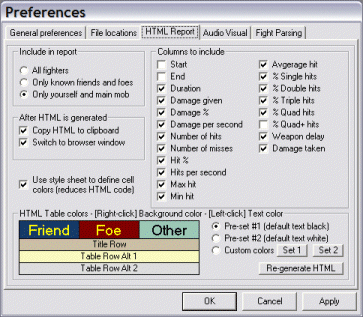 Preferences
General preferences File locations HTML Report Audio Visual Fight Parsing
Include in report
All fighters
Only known friends and foes
Only yourself and main mob
After HTML is generated
Copy HTML to clipboard
Switch to browser window
Use style sheet to define cell
colors (reduces HTML code)
Columns to include
Start
End
Duration
Damage given
Damage %
Damage per second
Number of hits
Number of misses
Hit %
Hits per second
Max hit
Min hit
Avgerage hit
% Single hits
% Double hits
% Triple hits
% Quad hits
% Quad+ hits
Weapon delay
Damage taken
HTML Table colors - [Right-click] Background color - [Left-click] Text color
Friend Foe Other
Title Row
Table Row Alt 1
Table Row Alt 2
Pre-set #1 (default text black)
Pre-set #2 (default text white)
Custom colors Set 1 Set 2
Re-generate HTML
OK Cancel Apply